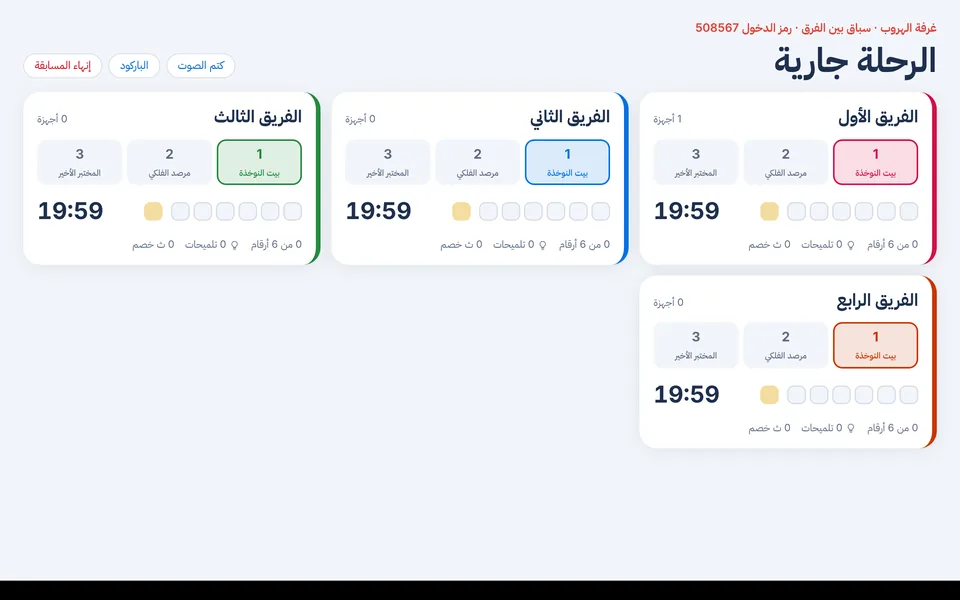 غرفة الهروب · سباق بين الفرق · رمز الدخول 508567
الرحلة جارية
كتم الصوت
الباركود
إنهاء المسابقة
الفريق الأول
1 أجهزة
1
بيت النوخذة
2
مرصد الفلكي
3
المختبر الأخير
19:59
0 من 6 أرقام
0 تلميحات
0 ث خصم
الفريق الثاني
0 أجهزة
1
بيت النوخذة
2
مرصد الفلكي
3
المختبر الأخير
19:59
0 من 6 أرقام
0 تلميحات
0 ث خصم
الفريق الثالث
0 أجهزة
1
بيت النوخذة
2
مرصد الفلكي
3
المختبر الأخير
19:59
0 من 6 أرقام
0 تلميحات
0 ث خصم
الفريق الرابع
0 أجهزة
1
بيت النوخذة
2
مرصد الفلكي
3
المختبر الأخير
19:59
0 من 6 أرقام
0 تلميحات
0 ث خصم